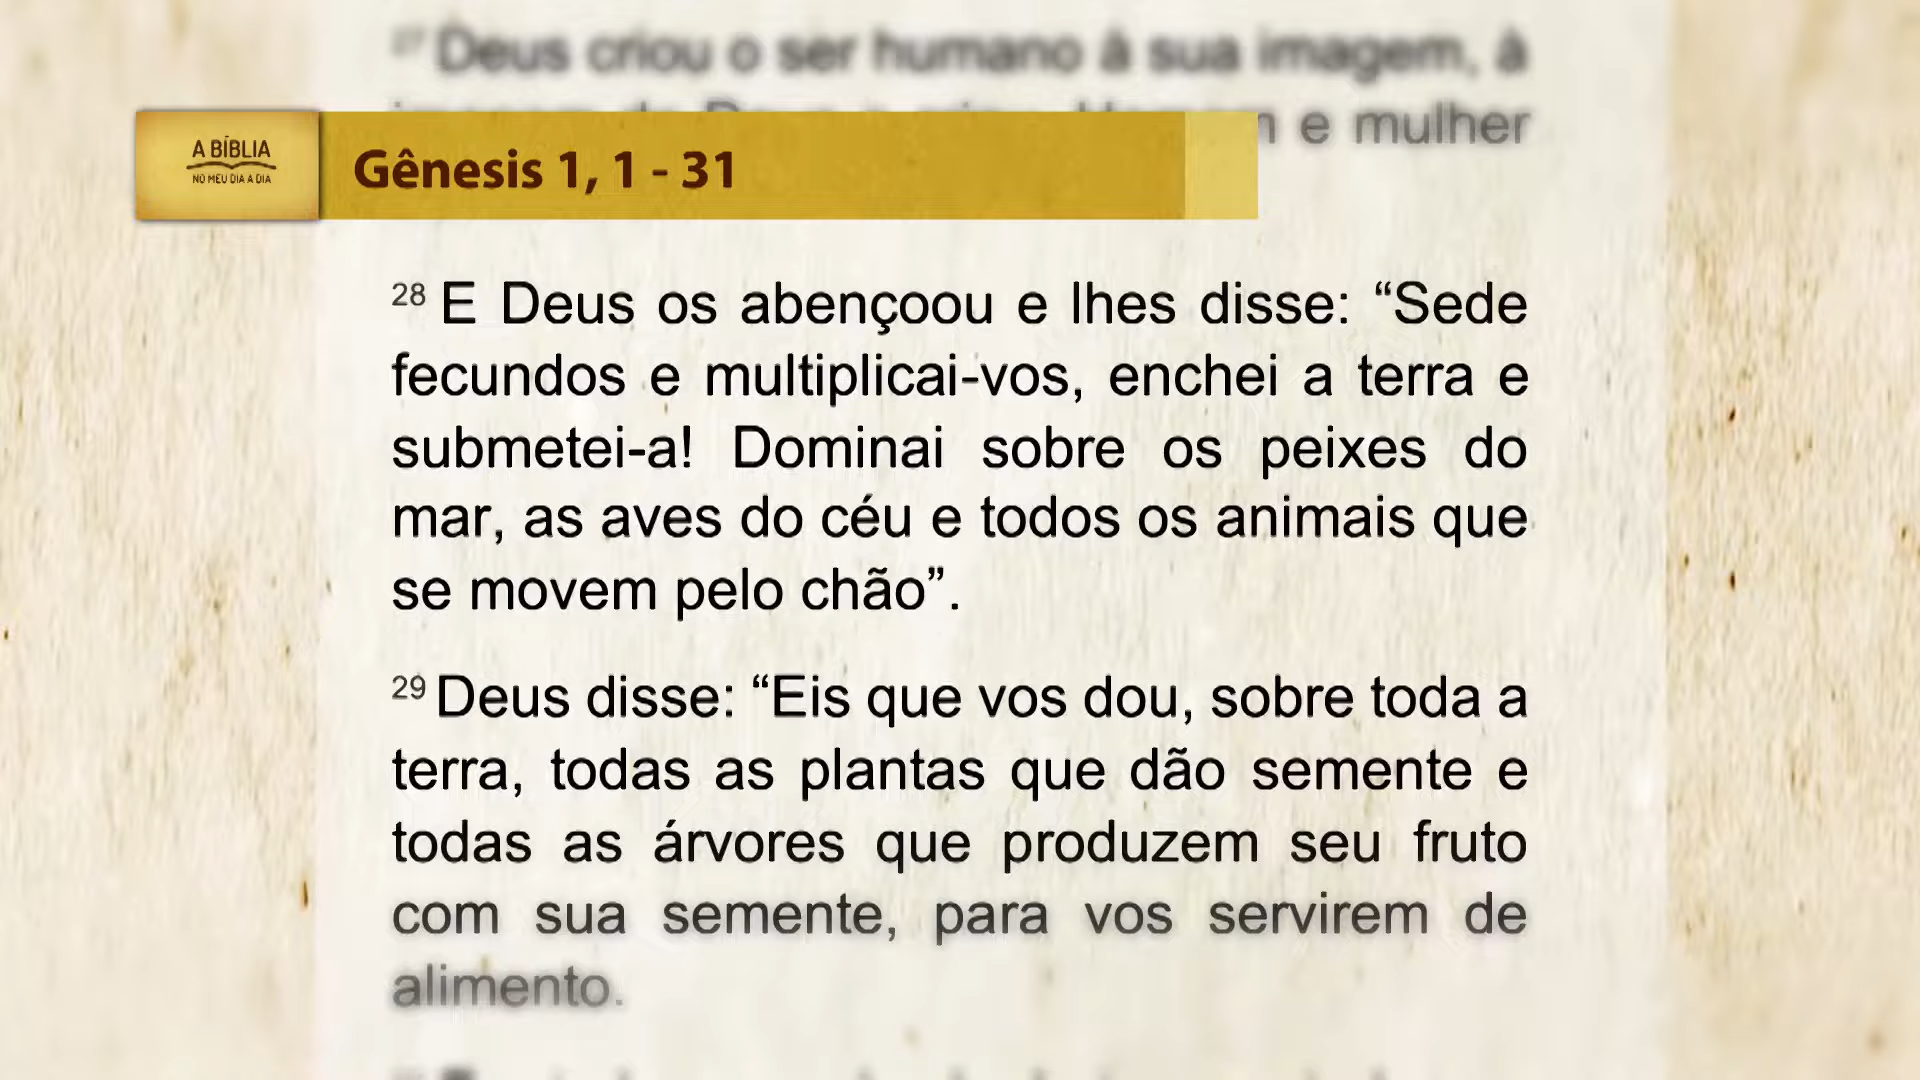 27 Deus criou o ser humano à sua imagem, à
e mulher
A BÍBLIA
NO MEU DIA A DIA
Gênesis 1, 1 - 31
28 E Deus os abençoou e lhes disse: “Sede
fecundos e multiplicai-vos, enchei a terra e
submetei-a! Dominai sobre os peixes do
mar, as aves do céu e todos os animais que
se movem pelo chão”.
29 Deus disse: “Eis que vos dou, sobre toda a
terra, todas as plantas que dão semente e
todas as árvores que produzem seu fruto
com sua semente, para vos servirem de
alimento.